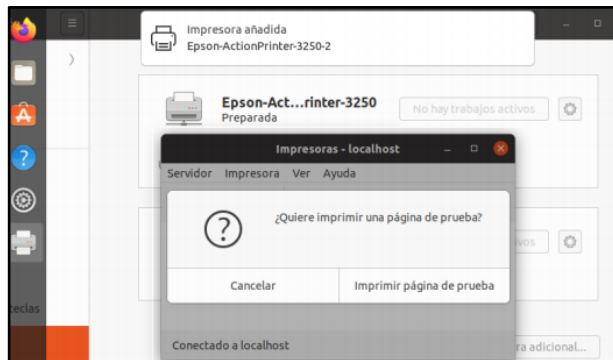 Impresora añadida
Epson-ActionPrinter-3250-2
Epson-Act...rinter-3250
Preparada
No hay trabajos activos
Impresoras - localhost
Servidor Impresora Ver Ayuda
¿Quiere imprimir una página de prueba?
vos
Cancelar
Imprimir página de prueba
teclas
Conectado a localhost
ra adicional...